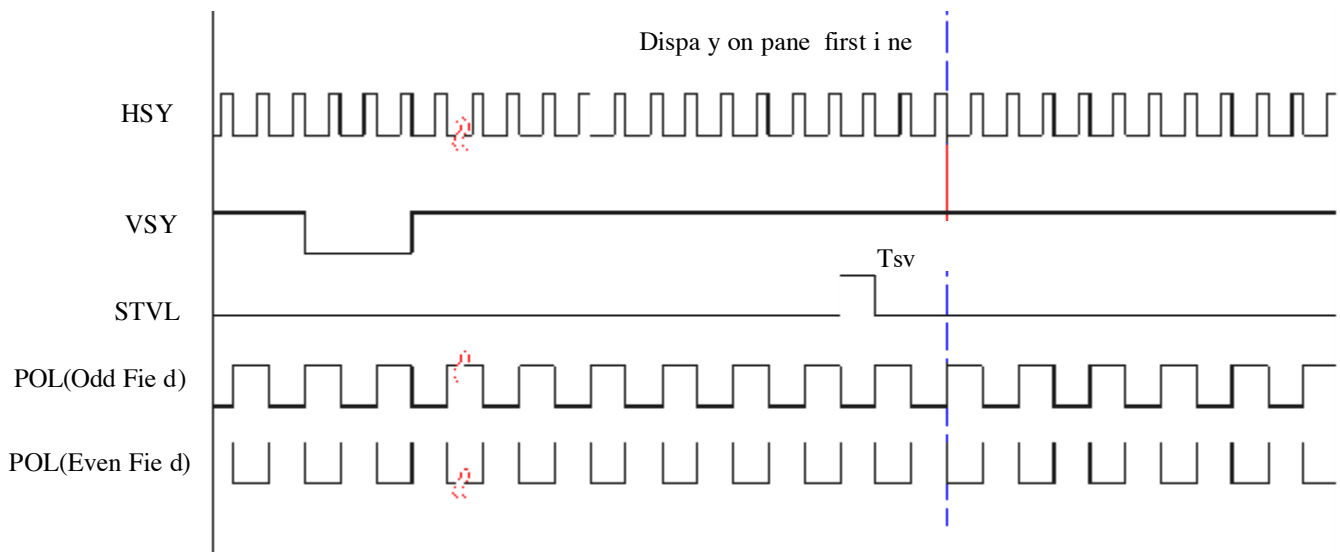 Dispa y on pane first i ne
HSY
VSY
Tsv
STVL
POL(Odd Fie d)
POL(Even Fie d)